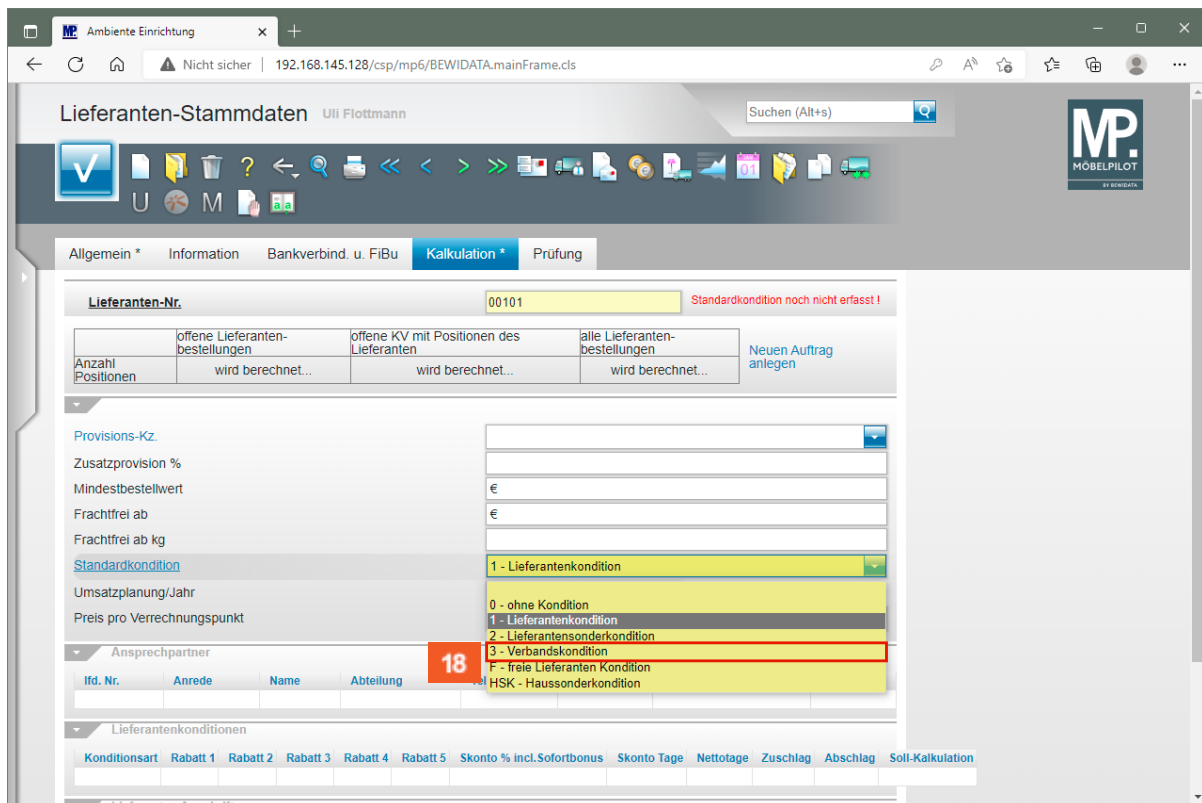 Ambiente Einrichtung
Nicht sicher | 192.168.145.128/csp/mp6/BEWIDATA.mainFrame.cls
Lieferanten-Stammdaten Uli Flottmann
Suchen (Alt+s)
MP.
MÖBELPILOT
BY BEWIDATA
U M
Allgemein * Information Bankverbind. u. FiBu Kalkulation * Prüfung
Lieferanten-Nr. 00101 Standardkondition noch nicht erfasst !
offene Lieferanten-
bestellungen
offene KV mit Positionen des
Lieferanten
alle Lieferanten-
bestellungen
Neuen Auftrag
anlegen
Anzahl
Positionen
wird berechnet... wird berechnet... wird berechnet...
Provisions-Kz.
Zusatzprovision %
Mindestbestellwert €
Frachtfrei ab €
Frachtfrei ab kg
Standardkondition 1 - Lieferantenkondition
Umsatzplanung/Jahr
Preis pro Verrechnungspunkt
0 - ohne Kondition
1 - Lieferantenkondition
2 - Lieferantensonderkondition
3 - Verbandskondition
F - freie Lieferanten Kondition
HSK - Haussonderkondition
18
Ansprechpartner
lfd. Nr. Anrede Name Abteilung
Lieferantenkonditionen
Konditionsart Rabatt 1 Rabatt 2 Rabatt 3 Rabatt 4 Rabatt 5 Skonto % incl.Sofortbonus Skonto Tage Nettotage Zuschlag Abschlag Soll-Kalkulation